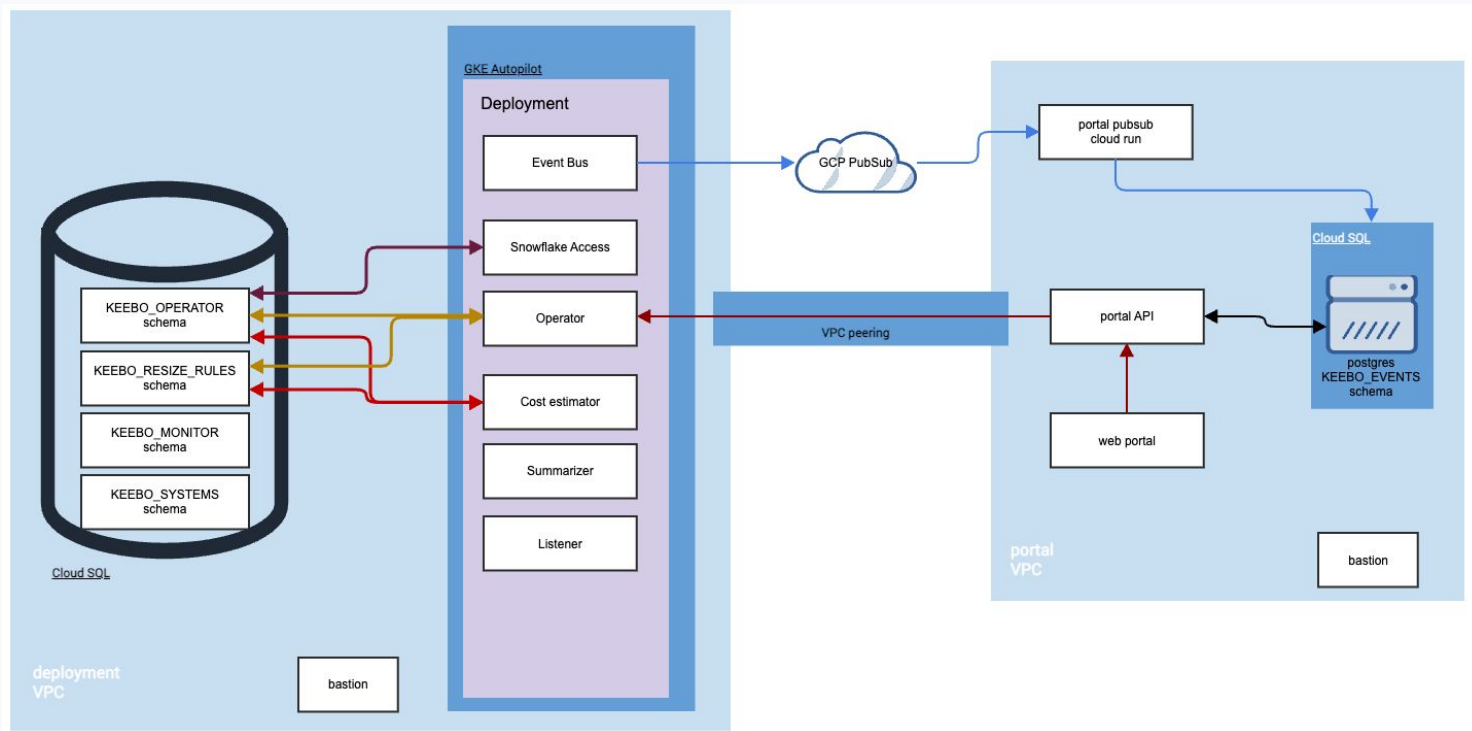 GKE Autopilot
Deployment
Event Bus
Snowflake Access
Operator
Cost estimator
Summarizer
Listener
KEEBO_OPERATOR
schema
KEEBO_RESIZE_RULES
schema
KEEBO_MONITOR
schema
KEEBO_SYSTEMS
schema
Cloud SQL
deployment
VPC
bastion
GCP PubSub
VPC peering
portal pubsub
cloud run
Cloud SQL
postgres
KEEBO_EVENTS
schema
portal API
web portal
portal
VPC
bastion